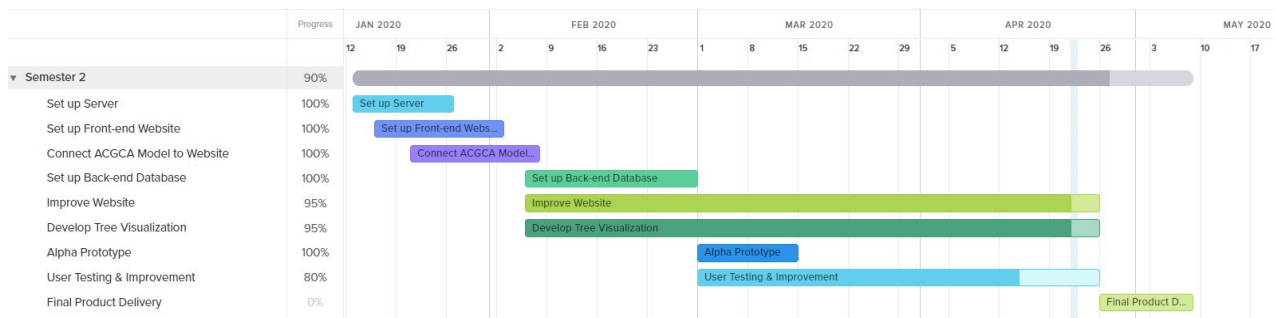 Progress JAN 2020 FEB 2020 MAR 2020 APR 2020 MAY 2020
12 19 26 2 9 16 23 1 8 15 22 29 5 12 19 26 3 10 17
Semester 2 90%
Set up Server 100% Set up Server
Set up Front-end Website 100% Set up Front-end Webs...
Connect ACGCA Model to Website 100% Connect ACGCA Model...
Set up Back-end Database 100% Set up Back-end Database
Improve Website 95% Improve Website
Develop Tree Visualization 95% Develop Tree Visualization
Alpha Prototype 100% Alpha Prototype
User Testing & Improvement 80% User Testing & Improvement
Final Product Delivery 0% Final Product D...